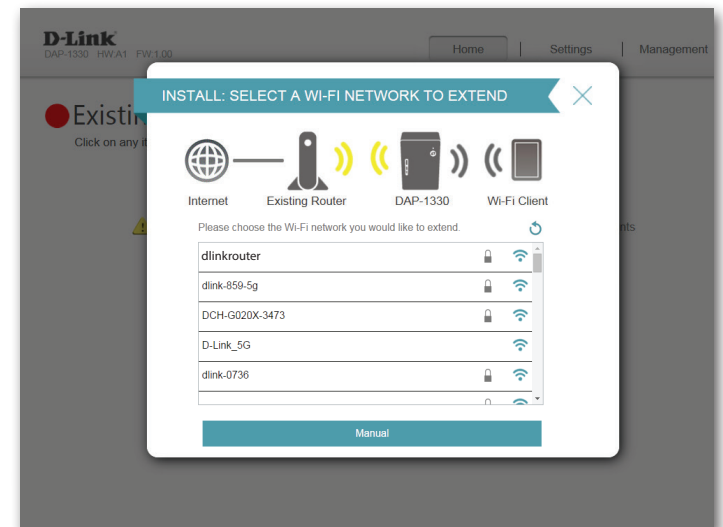 D-Link
DAP-1330 HW:A1 FW:1.00
Home | Settings | Management
INSTALL: SELECT A WI-FI NETWORK TO EXTEND
Click on any
Internet Existing Router DAP-1330 Wi-Fi Client
Please choose the Wi-Fi network you would like to extend.
dlinkrouter
dlink-859-5g
DCH-G020X-3473
D-Link_5G
dlink-0736
Manual